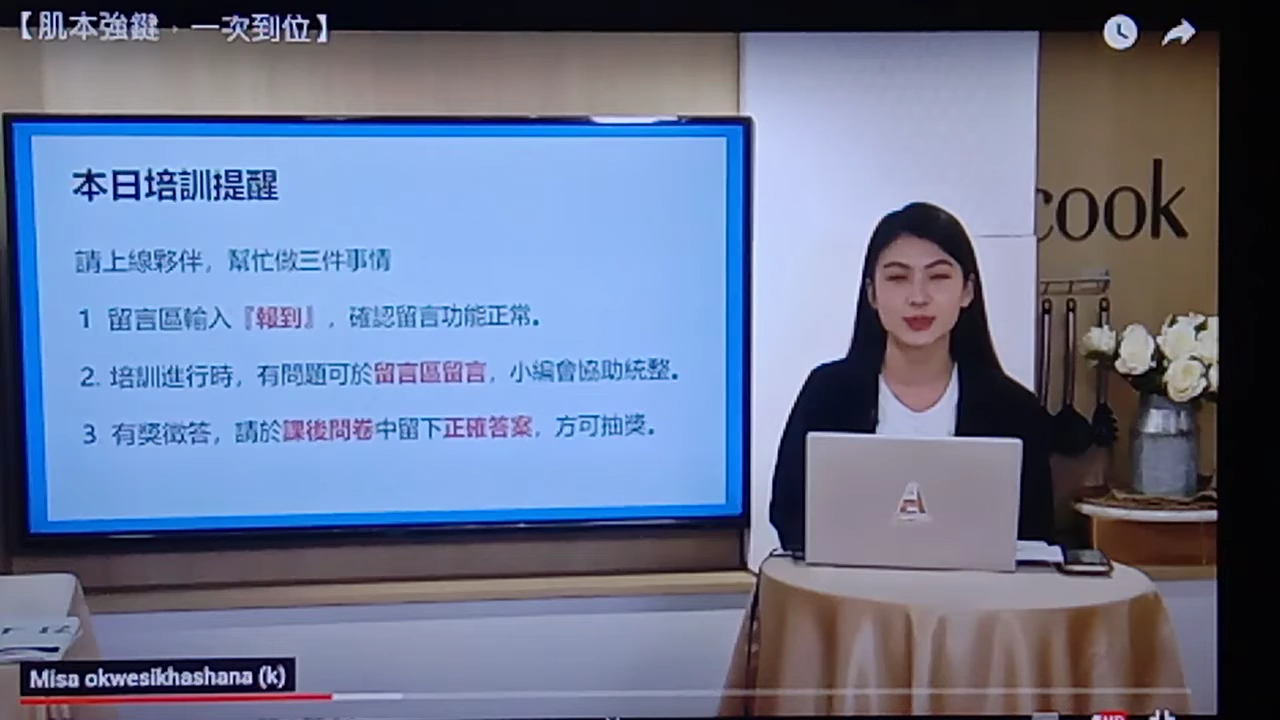 【肌本強鍵，一次到位】
本日培訓提醒
請上線夥伴，幫忙做三件事情
1 留言區輸入『報到』，確認留言功能正常。
2. 培訓進行時，有問題可於留言區留言，小編會協助統整。
3 有獎徵答，請於課後問卷中留下正確答案，方可抽獎。
cook
Misa okwesikhashana (k)